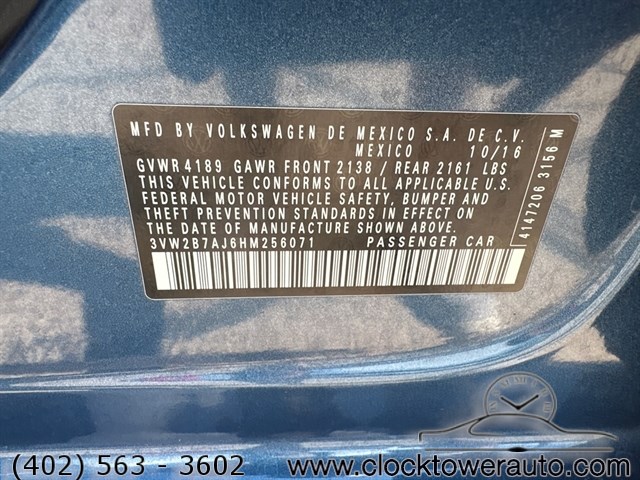 MFD BY VOLKSWAGEN DE MEXICO S.A. DE C.V.
MEXICO 10/16
GVWR 4189 GAWR FRONT 2138 / REAR 2161 LBS
THIS VEHICLE CONFORMS TO ALL APPLICABLE U.S.
FEDERAL MOTOR VEHICLE SAFETY, BUMPER AND
THEFT PREVENTION STANDARDS IN EFFECT ON
THE DATE OF MANUFACTURE SHOWN ABOVE
3VW2B7AJ6HM256071 PASSENGER CAR
4147206 3156 M
(402) 563 - 3602 www.clocktowerauto.com